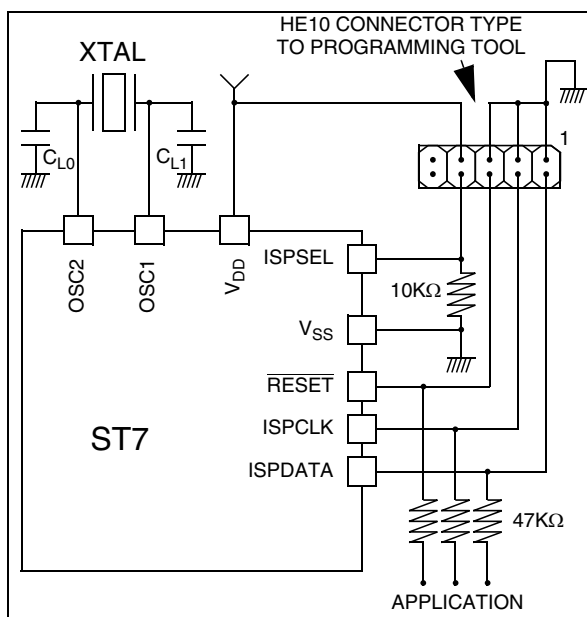 HE10 CONNECTOR TYPE
TO PROGRAMMING TOOL
XTAL
1
CL0
CL1
OSC2
OSC1
VDD
ISPSEL
10KΩ
VSS
RESET
ST7
ISPCLK
ISPDATA
47KΩ
APPLICATION